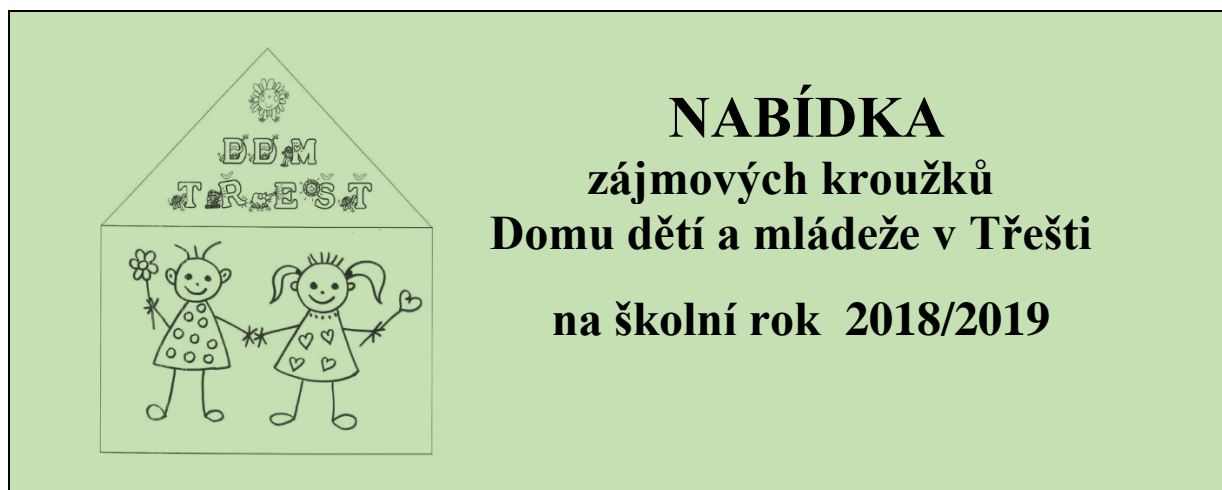 DDM
TŘEŠŤ
NABÍDKA
zájmových kroužků
Domu dětí a mládeže v Třešti
na školní rok 2018/2019